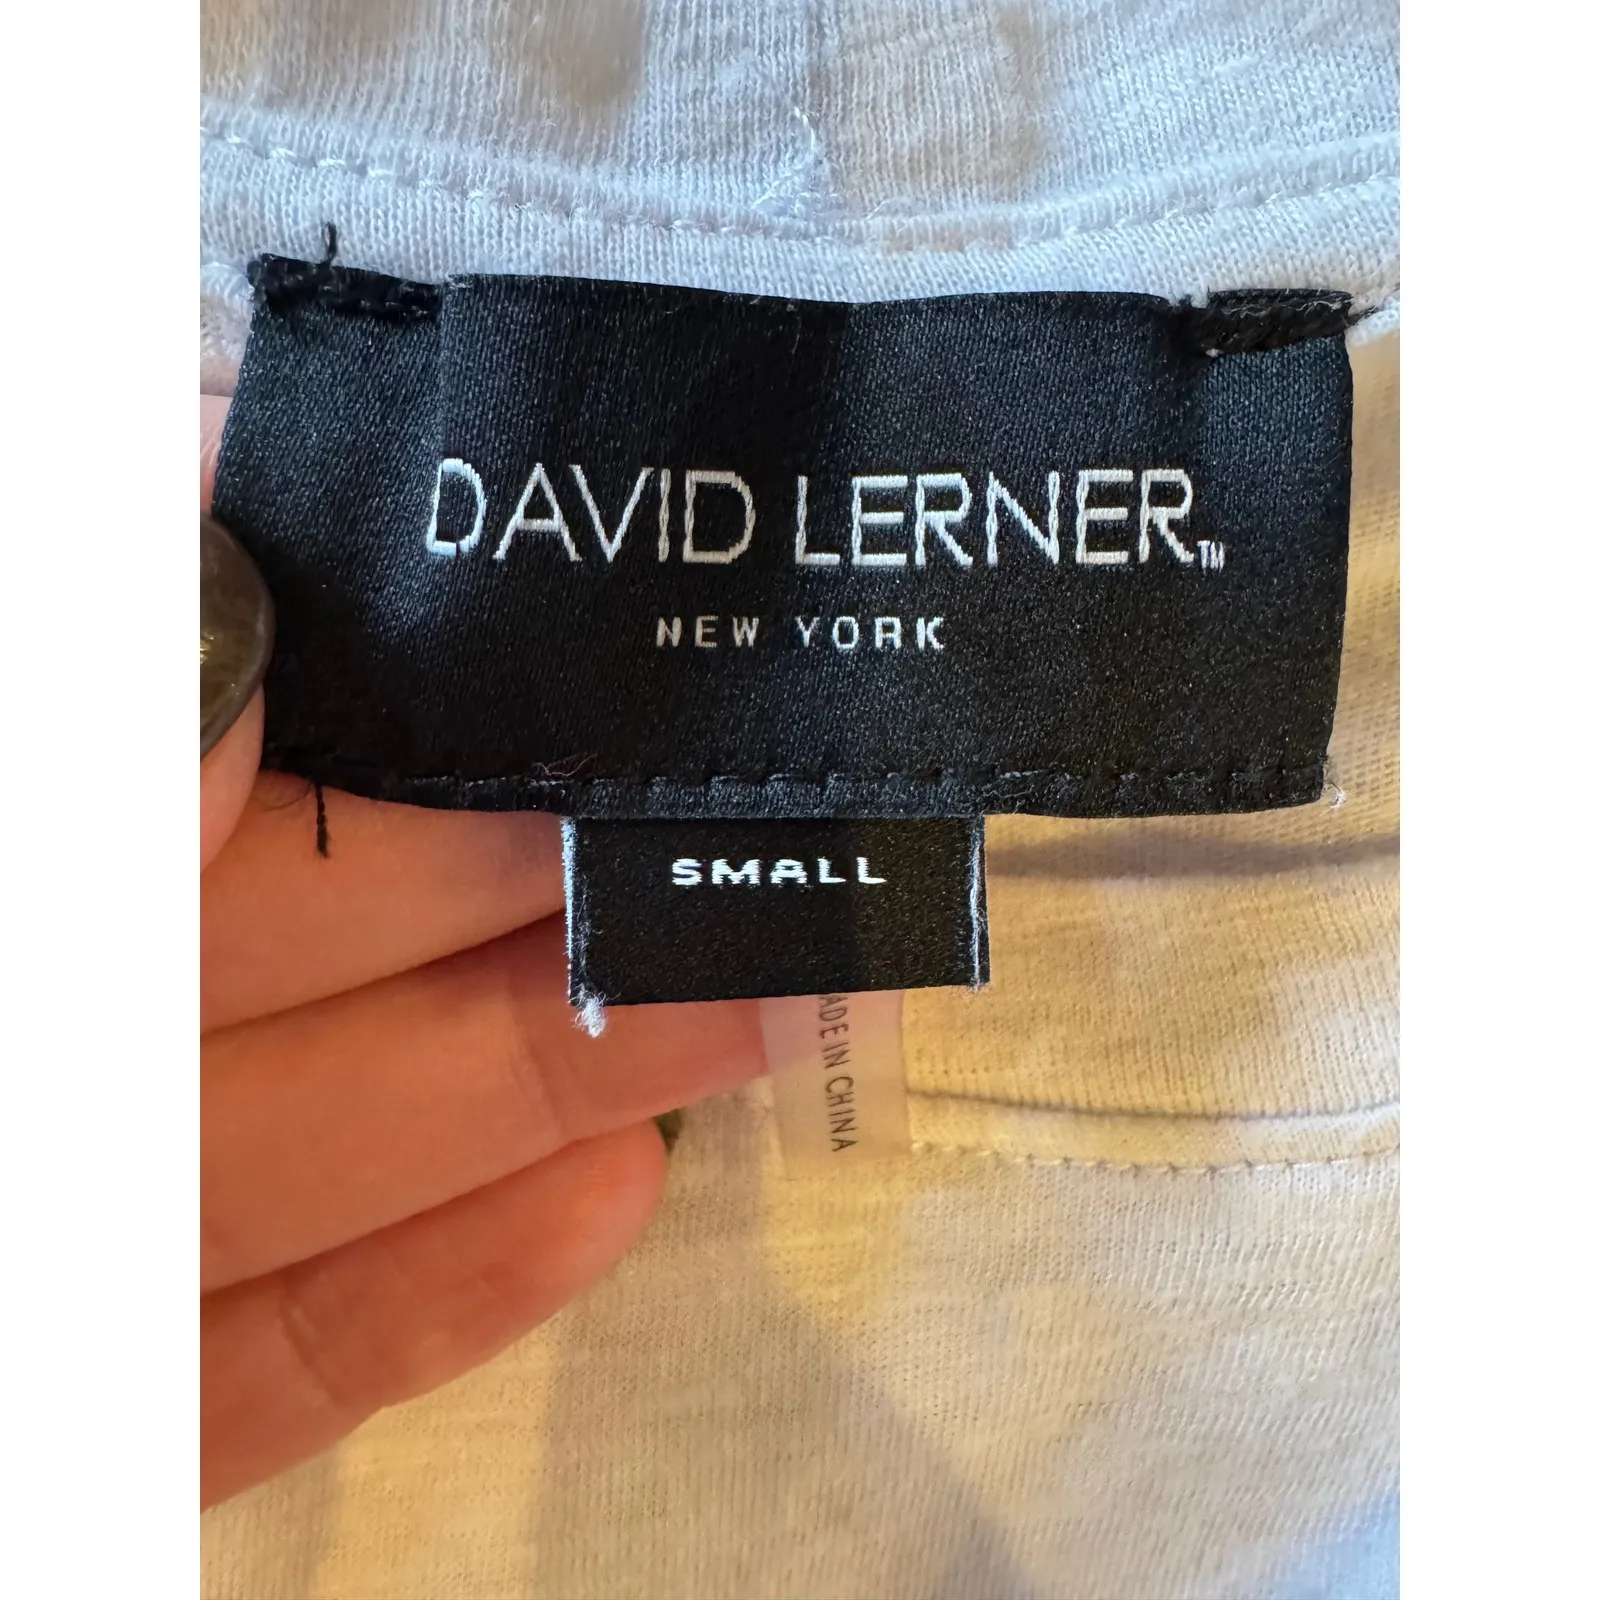 DAVID LERNER™
NEW YORK
SMALL
ADE IN CHINA